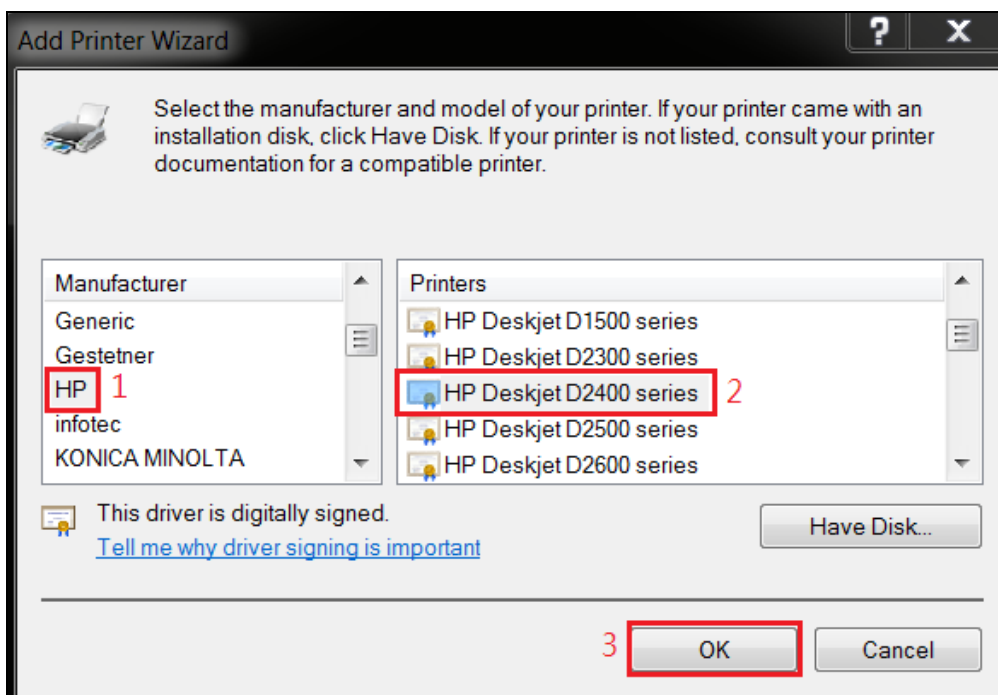 Add Printer Wizard
?
X
Select the manufacturer and model of your printer. If your printer came with an
installation disk, click Have Disk. If your printer is not listed, consult your printer
documentation for a compatible printer.
Manufacturer
Generic
Gestetner
HP 1
infotec
KONICA MINOLTA
Printers
HP Deskjet D1500 series
HP Deskjet D2300 series
HP Deskjet D2400 series 2
HP Deskjet D2500 series
HP Deskjet D2600 series
This driver is digitally signed.
Tell me why driver signing is important
Have Disk...
3 OK
Cancel